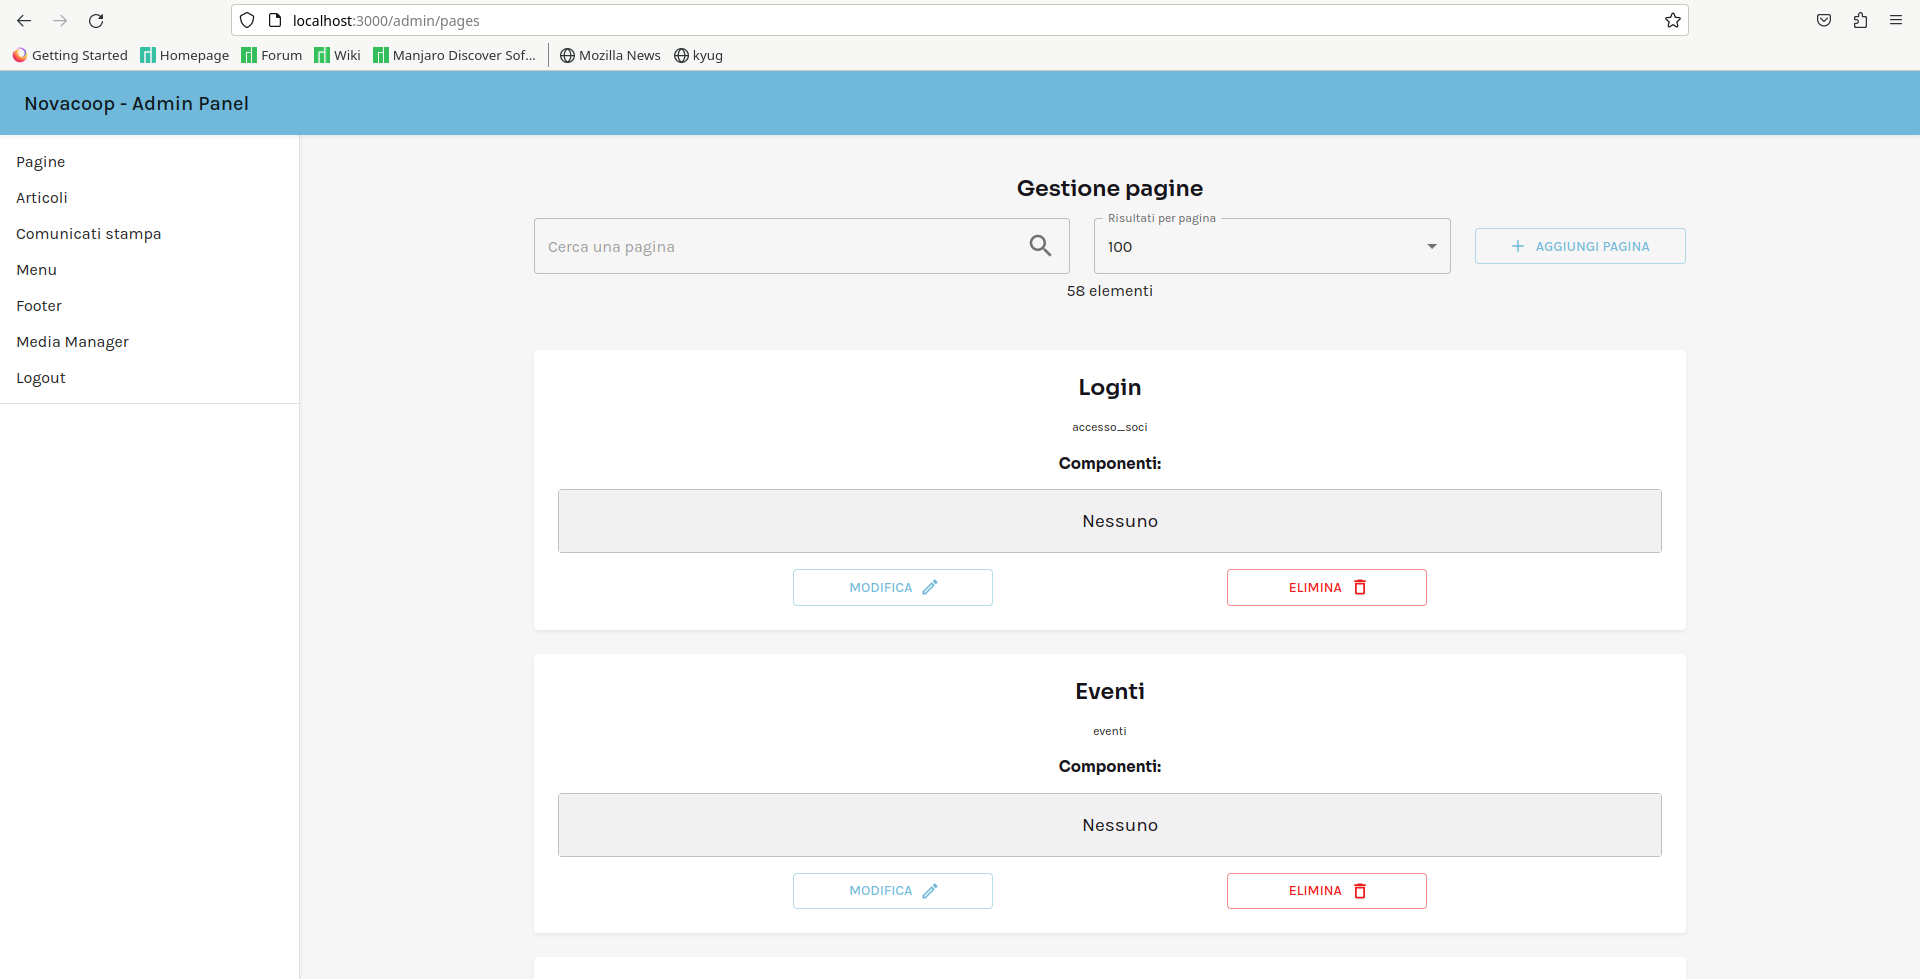 localhost:3000/admin/pages
Getting Started Homepage Forum Wiki Manjaro Discover Sof... Mozilla News kyug
Novacoop - Admin Panel
Pagine
Articoli
Comunicati stampa
Menu
Footer
Media Manager
Logout
Gestione pagine
Cerca una pagina
Risultati per pagina
100
AGGIUNGI PAGINA
58 elementi
Login
accesso_soci
Componenti:
Nessuno
MODIFICA
ELIMINA
Eventi
eventi
Componenti:
Nessuno
MODIFICA
ELIMINA